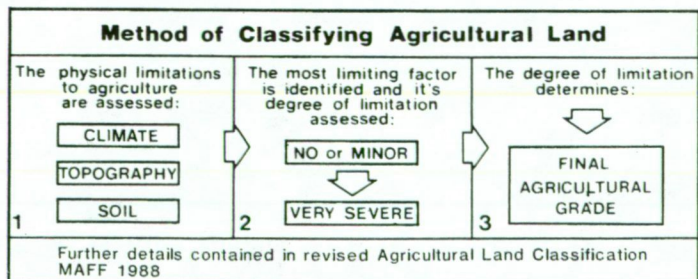 Method of Classifying Agricultural Land
The physical limitations
to agriculture
are assessed:
CLIMATE
TOPOGRAPHY
SOIL
1
The most limiting factor
is identified and it's
degree of limitation
assessed:
NO or MINOR
VERY SEVERE
2
The degree of limitation
determines:
FINAL
AGRICULTURAL
GRADE
3
Further details contained in revised Agricultural Land Classification
MAFF 1988